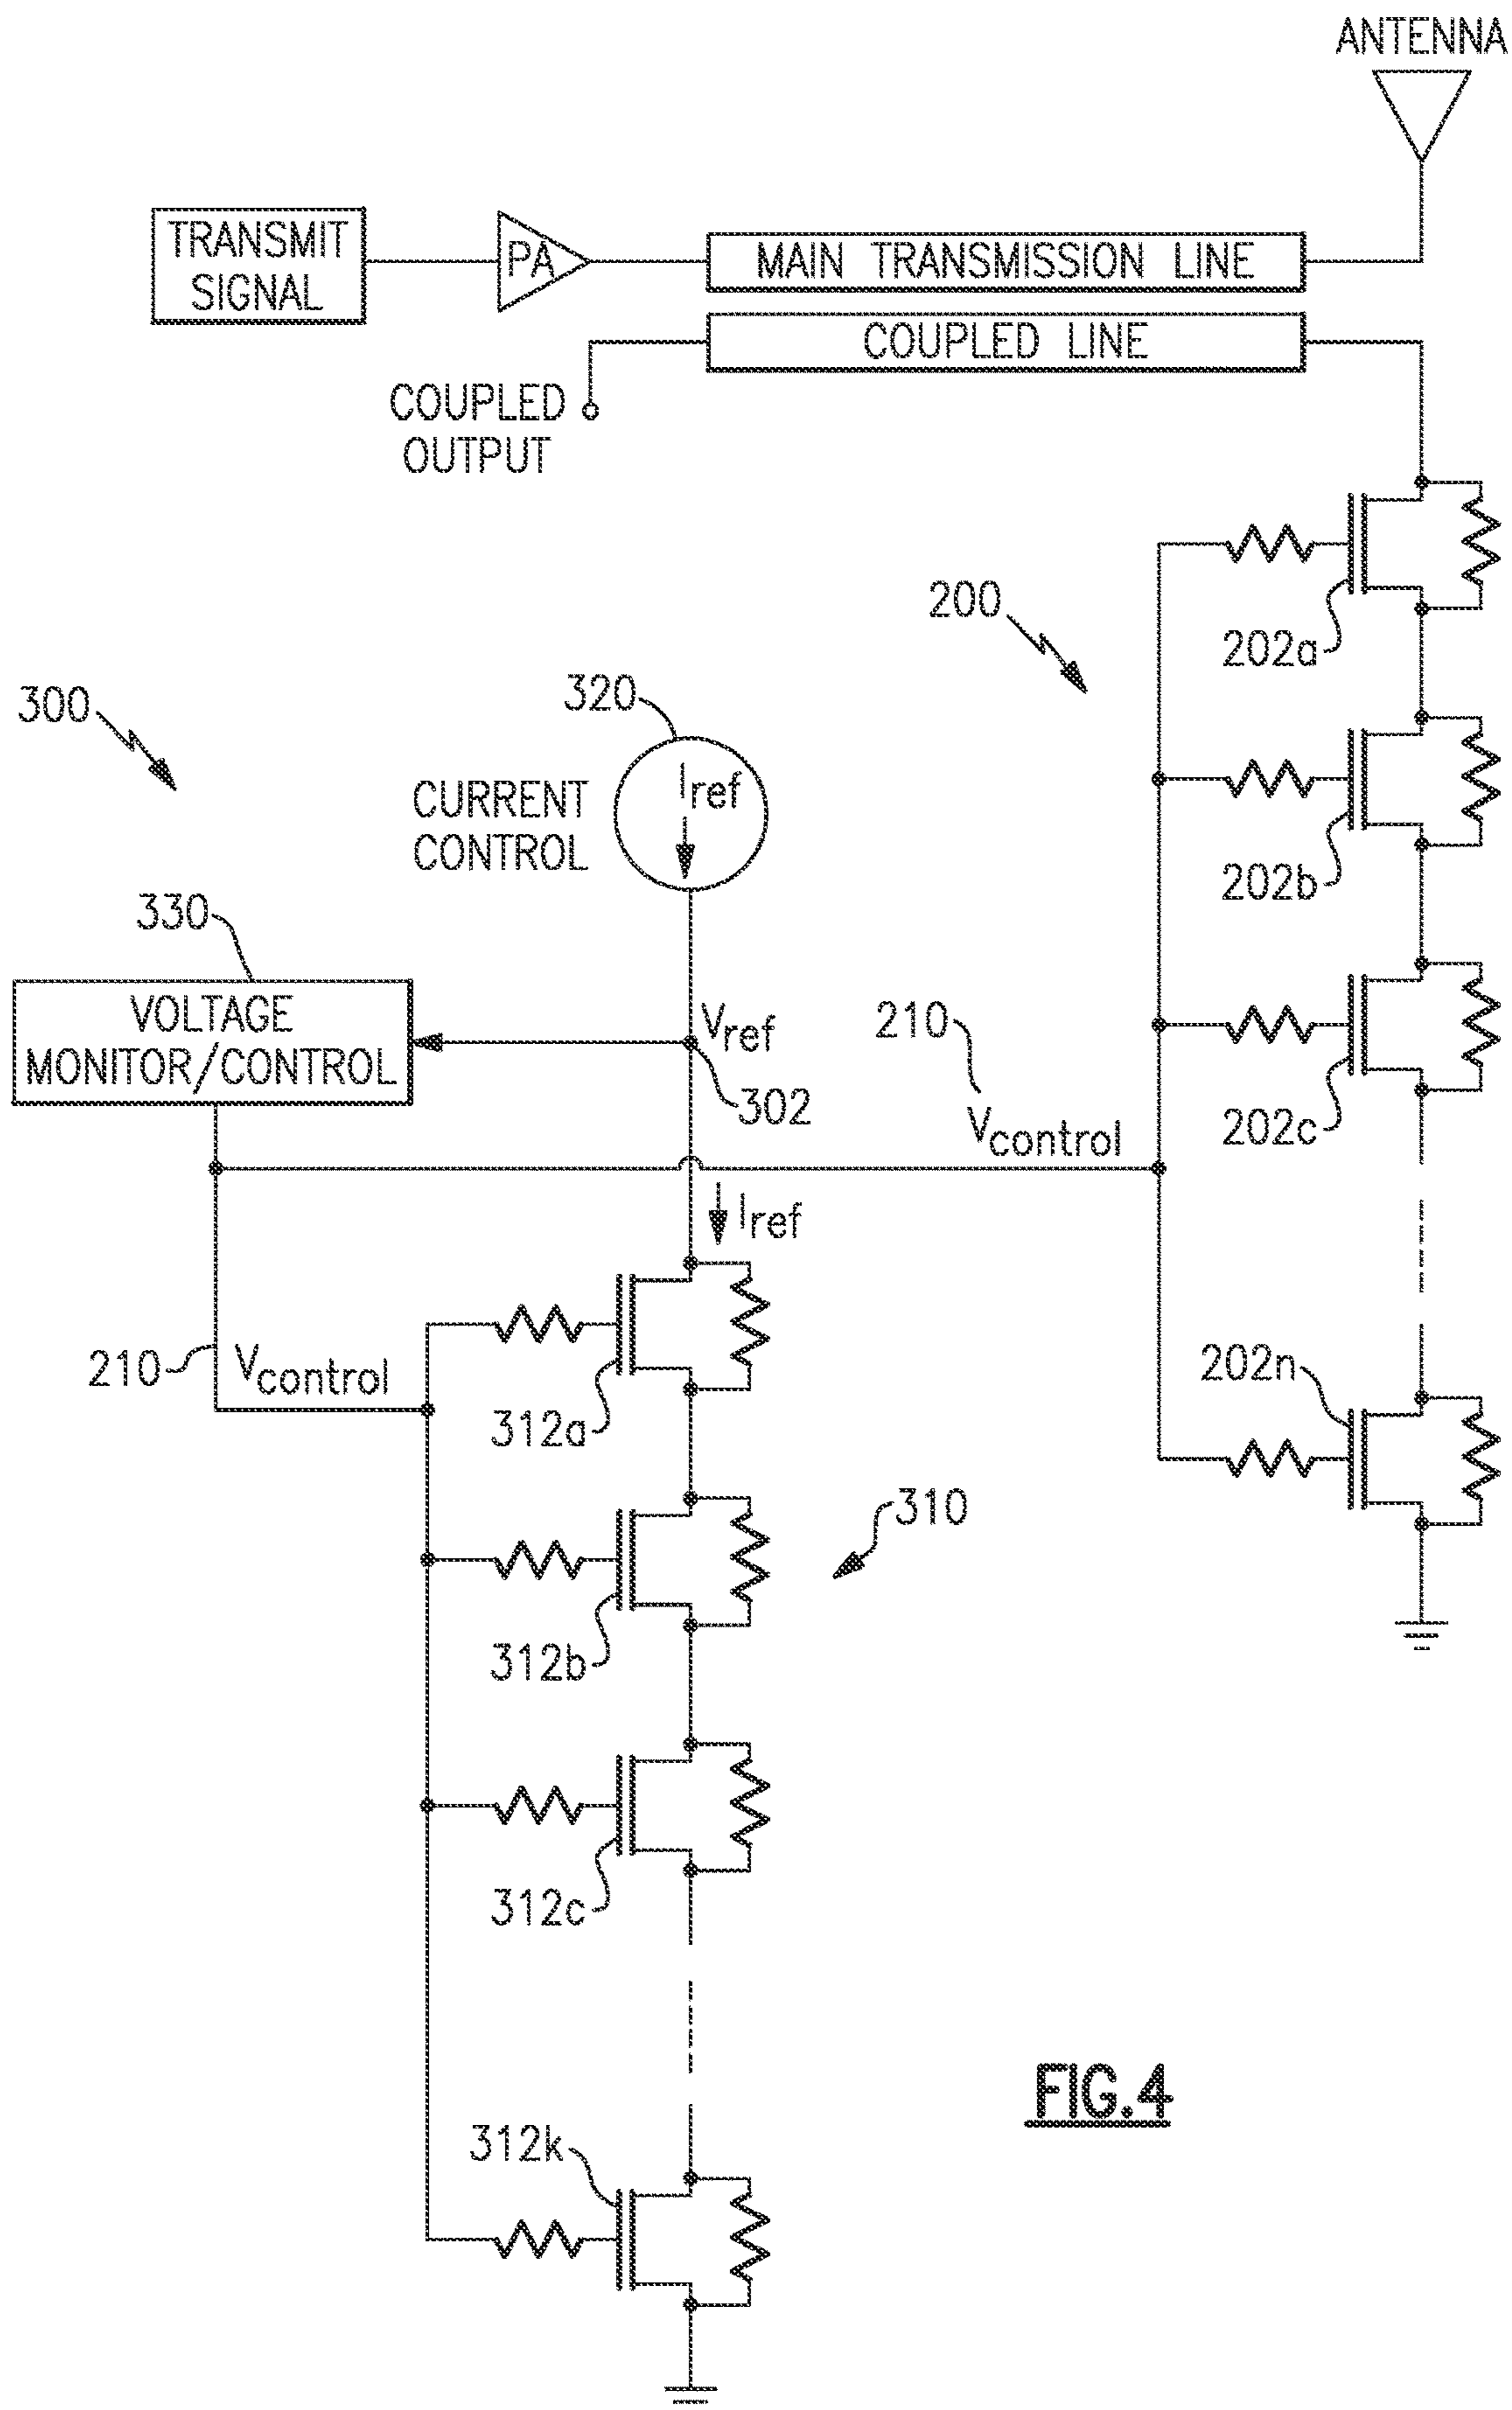 ANTENNA
TRANSMIT
SIGNAL
PA
MAIN TRANSMISSION LINE
COUPLED LINE
COUPLED
OUTPUT
200
202a
300
320
Iref
CURRENT
CONTROL
202b
330
VOLTAGE
MONITOR/CONTROL
Vref
302
210
Vcontrol
202c
Iref
210
Vcontrol
312a
202n
310
312b
312c
FIG.4
312k